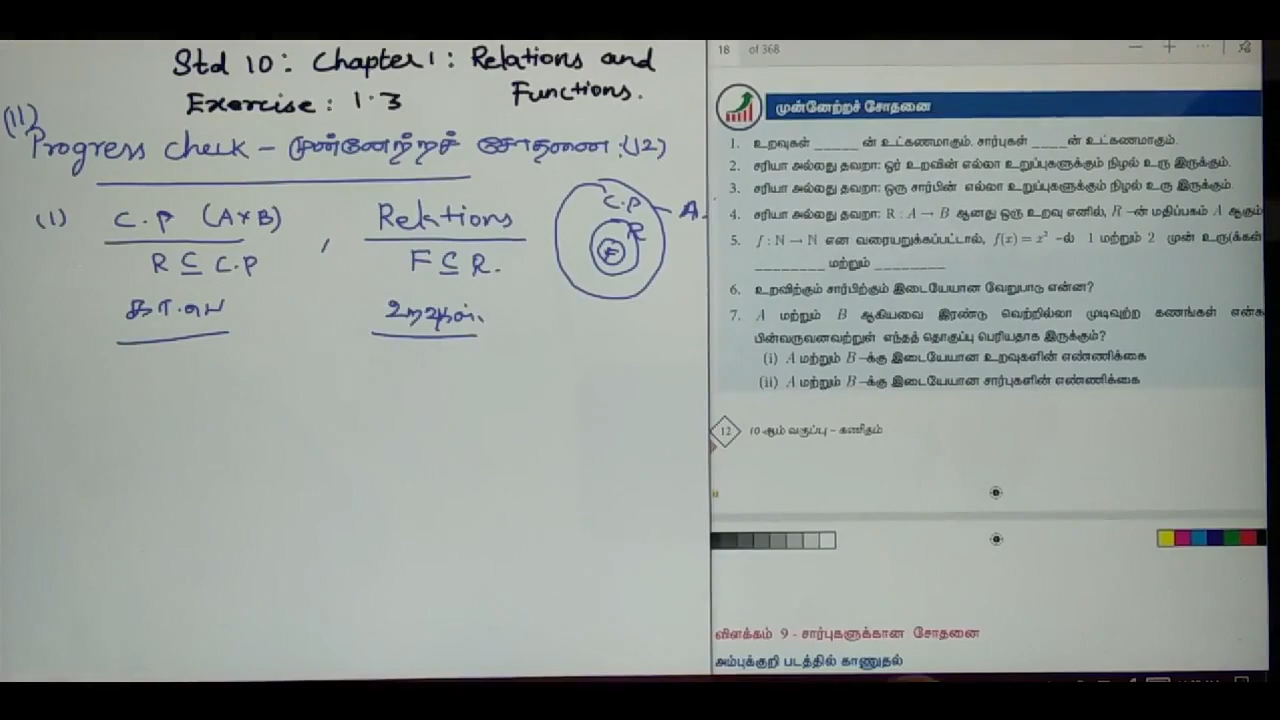 Std 10: Chapter 1: Relations and
Functions.
Exercise: 1.3
(11)
Progress check - முன்னேற்றச் சோதனை. (12)
(1) C.P (A×B) , Relations
R ⊆ C.P F ⊆ R.
கா.பெ உறவுகள்.
C.P
R
F
A.
18 of 368
முன்னேற்றச் சோதனை
1. உறவுகள் ______ ன் உட்கணமாகும். சார்புகள் _____ன் உட்கணமாகும்.
2. சரியா அல்லது தவறா: ஓர் உறவின் எல்லா உறுப்புகளுக்கும் நிழல் உரு இருக்கும்.
3. சரியா அல்லது தவறா: ஒரு சார்பின் எல்லா உறுப்புகளுக்கும் நிழல் உரு இருக்கும்.
4. சரியா அல்லது தவறா: R : A → B ஆனது ஒரு உறவு எனில், R -ன் மதிப்பகம் A ஆகும்
5. f : N → N என வரையறுக்கப்பட்டால், f(x) = x² -ல் 1 மற்றும் 2 முன் உரு(க்கள்
_________ மற்றும் _________
6. உறவிற்கும் சார்பிற்கும் இடையேயான வேறுபாடு என்ன?
7. A மற்றும் B ஆகியவை இரண்டு வெற்றில்லா முடிவுற்ற கணங்கள் என்க
பின்வருவனவற்றுள் எந்தத் தொகுப்பு பெரியதாக இருக்கும்?
(i) A மற்றும் B -க்கு இடையேயான உறவுகளின் எண்ணிக்கை
(ii) A மற்றும் B -க்கு இடையேயான சார்புகளின் எண்ணிக்கை
12 10 ஆம் வகுப்பு – கணிதம்
விளக்கம் 9 - சார்புகளுக்கான சோதனை
அம்புக்குறி படத்தில் காணுதல்